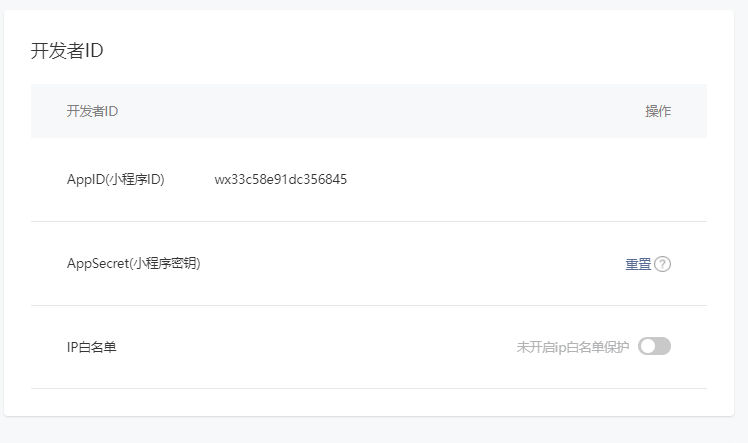 开发者ID
开发者ID 操作
AppID(小程序ID) wx33c58e91dc356845
AppSecret(小程序密钥) 重置 ?
IP白名单 未开启ip白名单保护